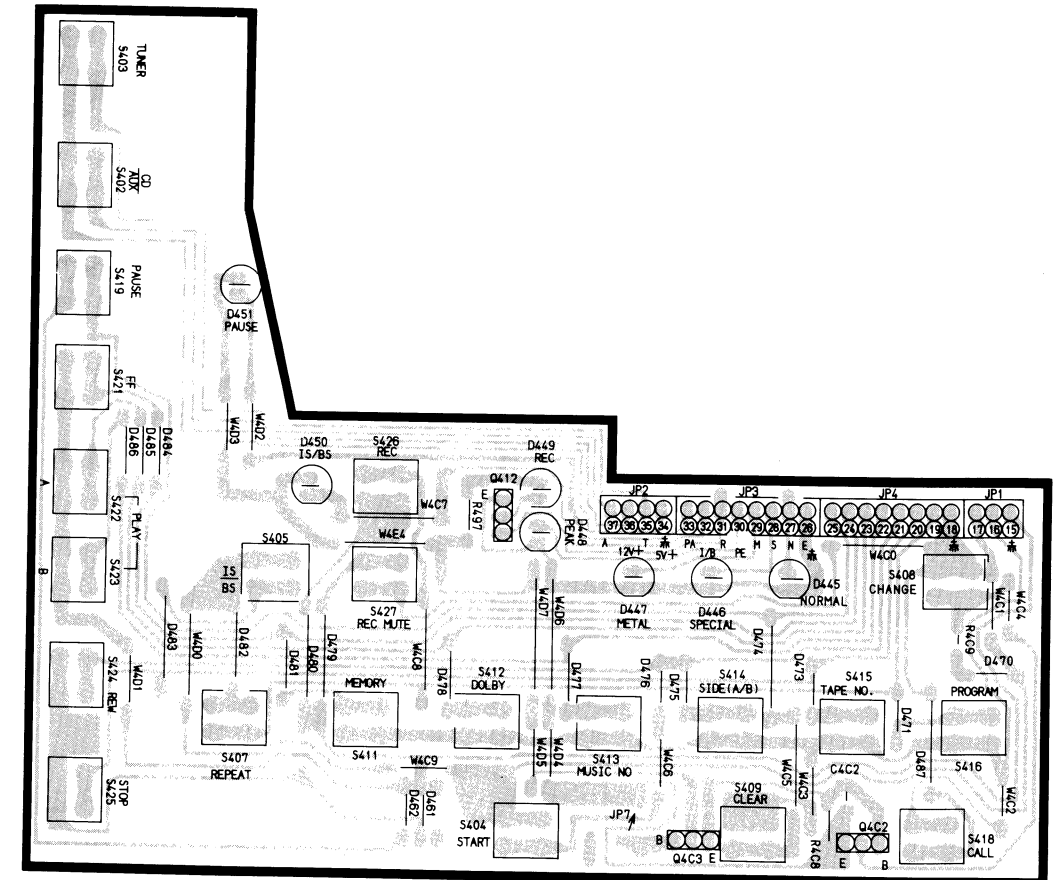 TUNER
S403
CD
AUX
S402
PAUSE
S419
D451
PAUSE
FF
S421
D486
D485
D484
W4D3
W4D2
D450
IS/BS
S426
REC
W4C7
D449
REC
Q412
E
R497
D448
PEAK
A
S422
PLAY
B
S423
S405
IS
BS
W4E4
S427
REC MUTE
JP2
JP3
JP4
JP1
37 36 35 34
33 32 31 30 29 28 27 26
25 24 23 22 21 20 19 18
17 16 15
A T PA R M S N E
12V+ 5V+ I/B PE
W4C0
S408
CHANGE
D447
METAL
D446
SPECIAL
D445
NORMAL
W4C1
W4C4
R4C9
D470
D483
W4D0
D482
D481
D480
D479
W4C8
D478
W4D7
W4D6
D477
D476
D475
D474
D473
S424
REW
W4D1
S407
REPEAT
MEMORY
S411
S412
DOLBY
W4D5
W4D4
S413
MUSIC NO
W4C6
S414
SIDE(A/B)
S415
TAPE NO.
D471
PROGRAM
S416
D487
STOP
S425
W4C9
D462
D461
S404
START
JP7
B
Q4C3 E
S409
CLEAR
W4C5
W4C3
C4C2
R4C8
Q4C2
E B
W4C2
S418
CALL